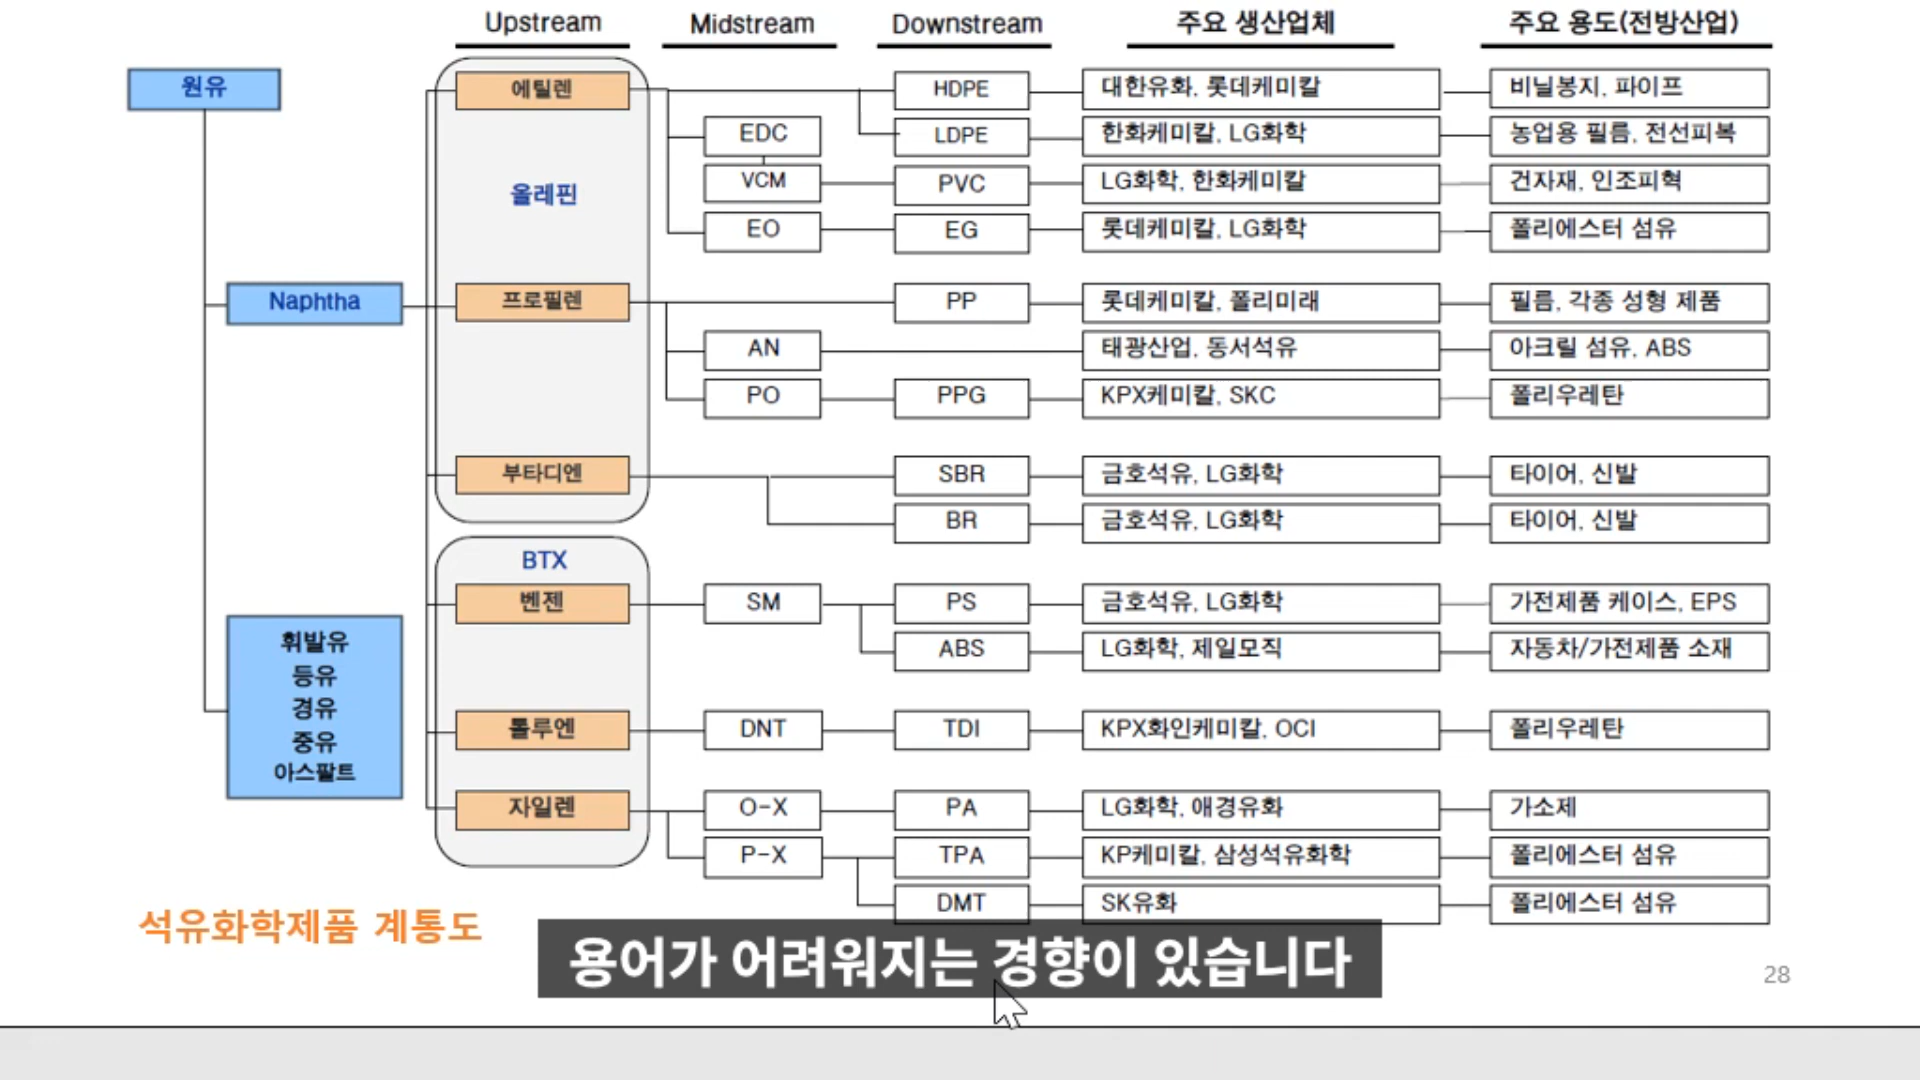 Upstream Midstream Downstream 주요 생산업체 주요 용도(전방산업)
원유
에틸렌 HDPE 대한유화, 롯데케미칼 비닐봉지, 파이프
EDC LDPE 한화케미칼, LG화학 농업용 필름, 전선피복
VCM PVC LG화학, 한화케미칼 건자재, 인조피혁
올레핀
EO EG 롯데케미칼, LG화학 폴리에스터 섬유
Naphtha 프로필렌 PP 롯데케미칼, 폴리미래 필름, 각종 성형 제품
AN 태광산업, 동서석유 아크릴 섬유, ABS
PO PPG KPX케미칼, SKC 폴리우레탄
부타디엔 SBR 금호석유, LG화학 타이어, 신발
BR 금호석유, LG화학 타이어, 신발
BTX
벤젠 SM PS 금호석유, LG화학 가전제품 케이스, EPS
ABS LG화학, 제일모직 자동차/가전제품 소재
휘발유
등유
경유
중유
아스팔트
톨루엔 DNT TDI KPX화인케미칼, OCI 폴리우레탄
자일렌 O-X PA LG화학, 애경유화 가소제
P-X TPA KP케미칼, 삼성석유화학 폴리에스터 섬유
DMT SK유화 폴리에스터 섬유
석유화학제품 계통도
용어가 어려워지는 경향이 있습니다
28